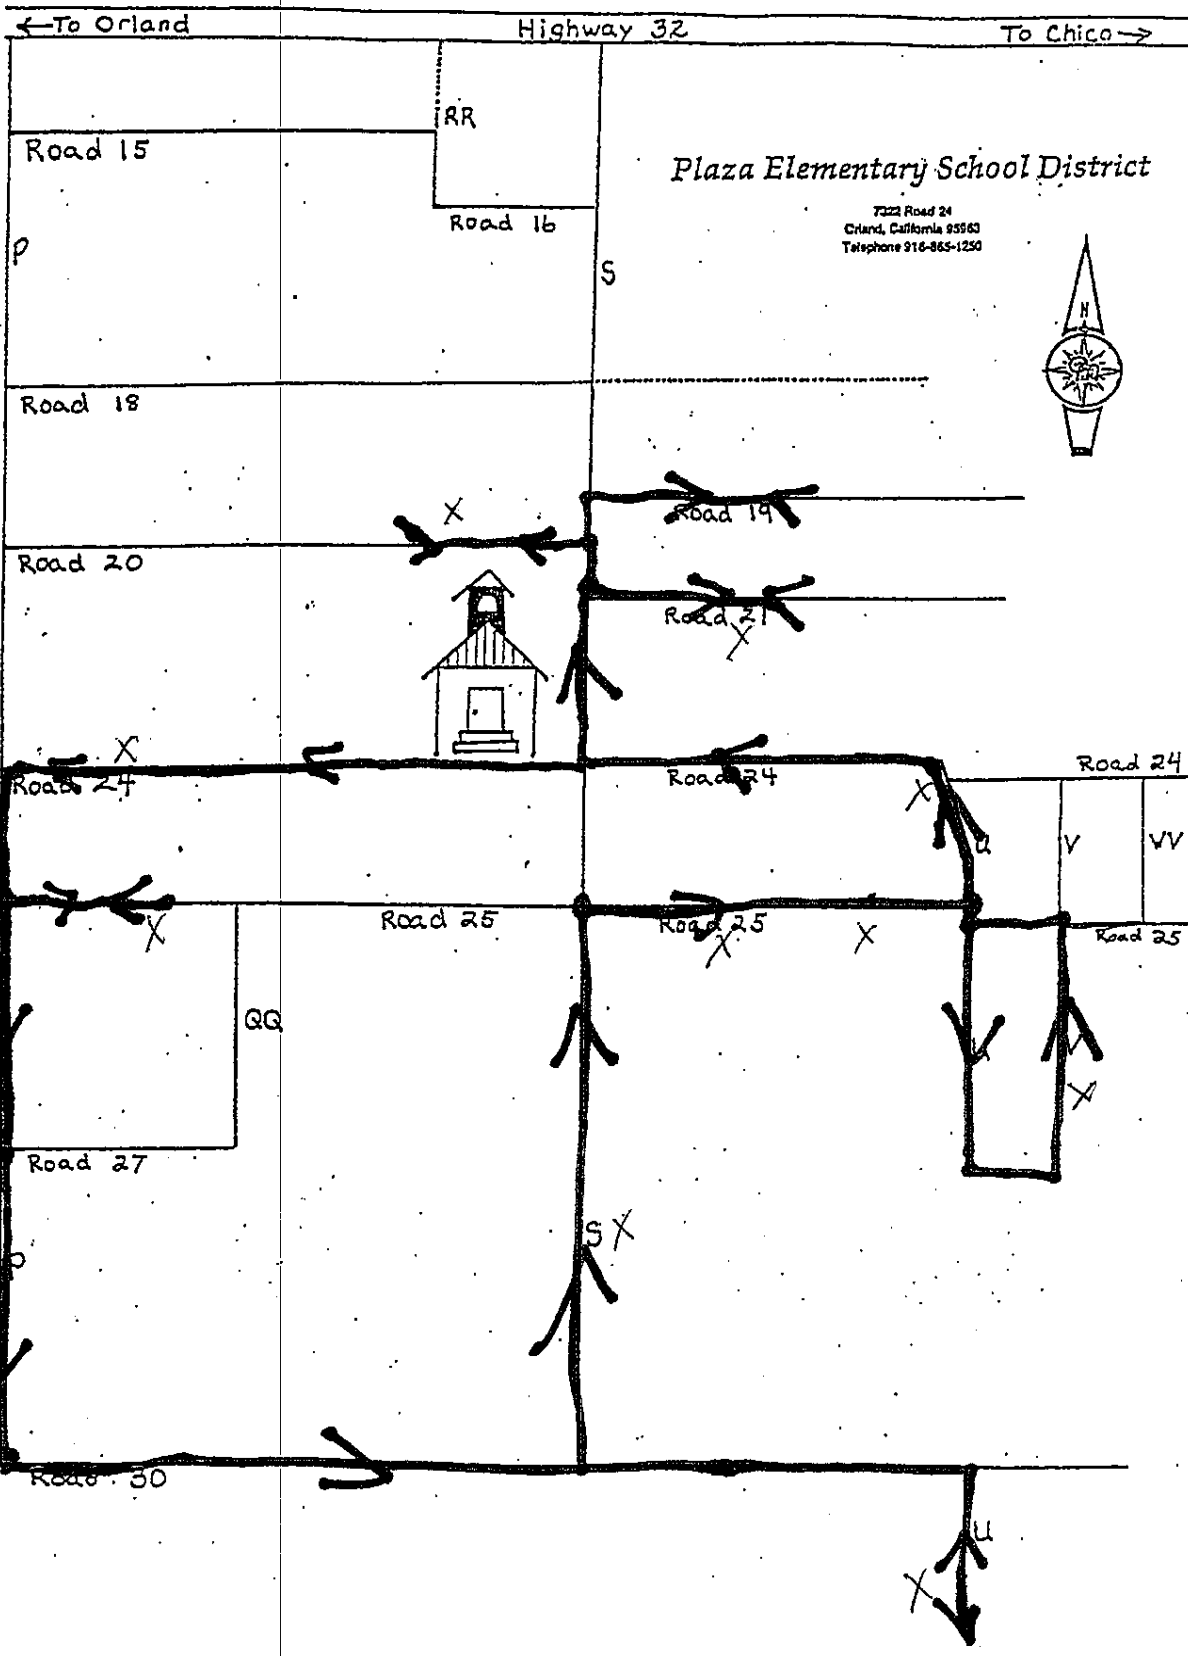 ←To Orland
Highway 32
To Chico→
RR
Road 15
Plaza Elementary School District
7322 Road 24
Orland, California 95963
Telephone 916-865-1250
Road 16
P
S
N
Road 18
X
Road 19
Road 20
Road 21
X
X
Road 24
Road 24
Road 24
X
U
V
VV
Road 25
Road 25
Road 25
X
X
X
QQ
V
X
Road 27
S X
P
Road 30
U
X